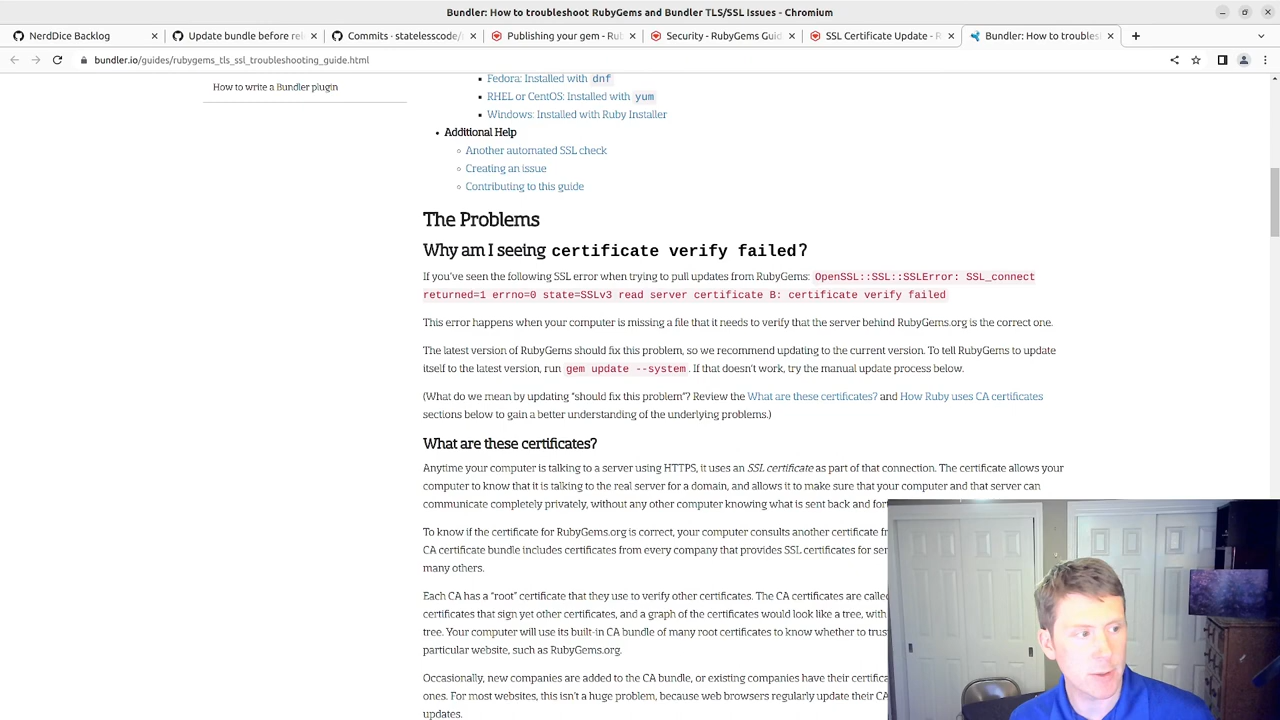 Bundler: How to troubleshoot RubyGems and Bundler TLS/SSL Issues - Chromium
NerdDice Backlog
Update bundle before rel
Commits · statelesscode/
Publishing your gem - Ru
Security - RubyGems Guid
SSL Certificate Update - R
Bundler: How to troubles
bundler.io/guides/rubygems_tls_ssl_troubleshooting_guide.html
How to write a Bundler plugin
Fedora: Installed with dnf
RHEL or CentOS: Installed with yum
Windows: Installed with Ruby Installer
Additional Help
Another automated SSL check
Creating an issue
Contributing to this guide
The Problems
Why am I seeing certificate verify failed?
If you've seen the following SSL error when trying to pull updates from RubyGems: OpenSSL::SSL::SSLError: SSL_connect
returned=1 errno=0 state=SSLv3 read server certificate B: certificate verify failed
This error happens when your computer is missing a file that it needs to verify that the server behind RubyGems.org is the correct one.
The latest version of RubyGems should fix this problem, so we recommend updating to the current version. To tell RubyGems to update
itself to the latest version, run gem update --system. If that doesn't work, try the manual update process below.
(What do we mean by updating "should fix this problem"? Review the What are these certificates? and How Ruby uses CA certificates
sections below to gain a better understanding of the underlying problems.)
What are these certificates?
Anytime your computer is talking to a server using HTTPS, it uses an SSL certificate as part of that connection. The certificate allows your
computer to know that it is talking to the real server for a domain, and allows it to make sure that your computer and that server can
communicate completely privately, without any other computer knowing what is sent back and for
To know if the certificate for RubyGems.org is correct, your computer consults another certificate fr
CA certificate bundle includes certificates from every company that provides SSL certificates for ser
many others.
Each CA has a "root" certificate that they use to verify other certificates. The CA certificates are called
certificates that sign yet other certificates, and a graph of the certificates would look like a tree, with
tree. Your computer will use its built-in CA bundle of many root certificates to know whether to trust
particular website, such as RubyGems.org.
Occasionally, new companies are added to the CA bundle, or existing companies have their certifica
ones. For most websites, this isn't a huge problem, because web browsers regularly update their CA
updates.